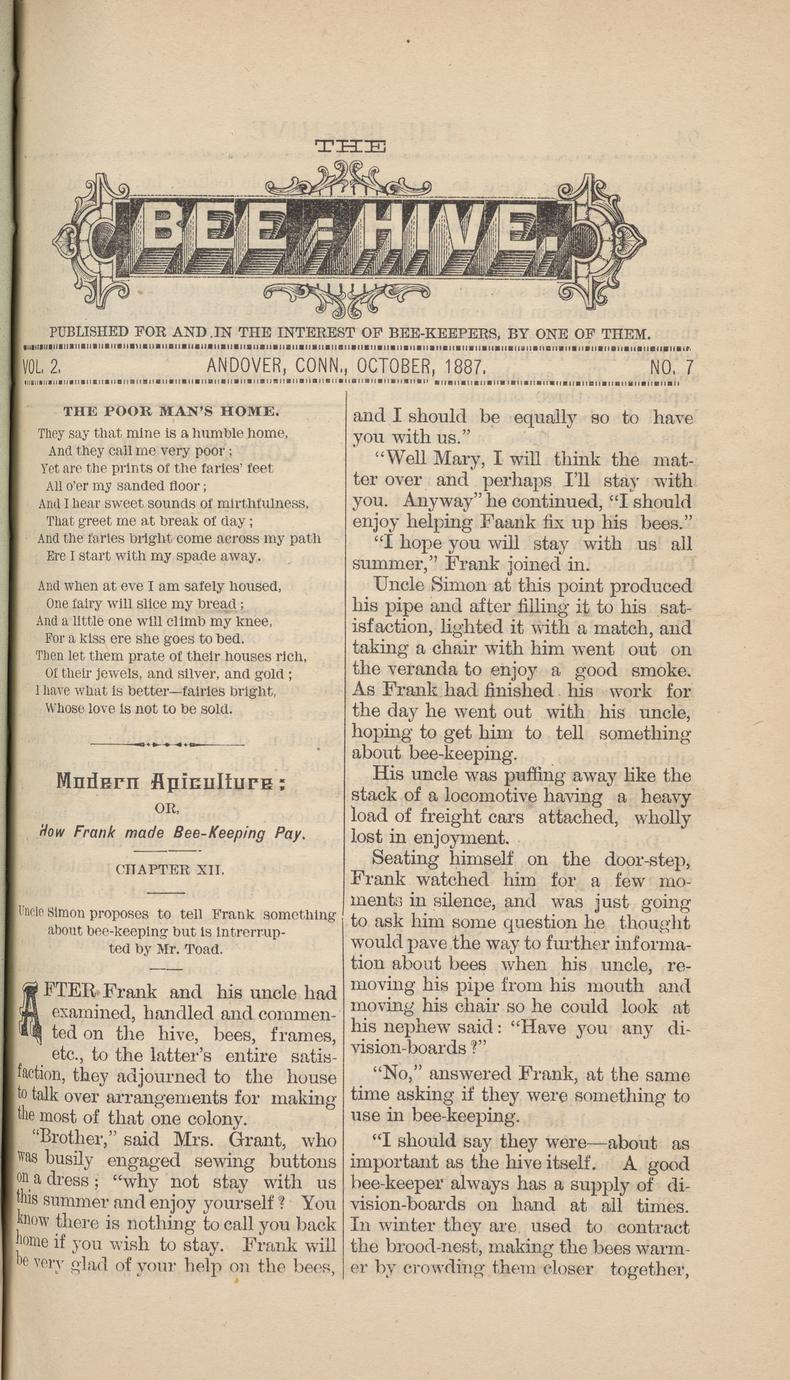 THE
BEE=HIVE.
PUBLISHED FOR AND IN THE INTEREST OF BEE-KEEPERS, BY ONE OF THEM.
VOL. 2. ANDOVER, CONN., OCTOBER, 1887. NO. 7
THE POOR MAN'S HOME.
They say that mine is a humble home,
And they call me very poor;
Yet are the prints of the faries' feet
All o'er my sanded floor;
And I hear sweet sounds of mirthfulness,
That greet me at break of day;
And the faries bright come across my path
Ere I start with my spade away.
And when at eve I am safely housed,
One fairy will slice my bread;
And a little one will climb my knee,
For a kiss ere she goes to bed.
Then let them prate of their houses rich,
Of their jewels, and silver, and gold;
I have what is better—fairies bright,
Whose love is not to be sold.
Modern Apiculture:
OR,
How Frank made Bee-Keeping Pay.
CHAPTER XII.
Uncle Simon proposes to tell Frank something
about bee-keeping but is intrerrup-
ted by Mr. Toad.
AFTER Frank and his uncle had
examined, handled and commen-
ted on the hive, bees, frames,
etc., to the latter's entire satis-
faction, they adjourned to the house
to talk over arrangements for making
the most of that one colony.
"Brother," said Mrs. Grant, who
was busily engaged sewing buttons
on a dress; "why not stay with us
this summer and enjoy yourself? You
know there is nothing to call you back
home if you wish to stay. Frank will
be very glad of your help on the bees,
and I should be equally so to have
you with us."
"Well Mary, I will think the mat-
ter over and perhaps I'll stay with
you. Anyway" he continued, "I should
enjoy helping Faank fix up his bees."
"I hope you will stay with us all
summer," Frank joined in.
Uncle Simon at this point produced
his pipe and after filling it to his sat-
isfaction, lighted it with a match, and
taking a chair with him went out on
the veranda to enjoy a good smoke.
As Frank had finished his work for
the day he went out with his uncle,
hoping to get him to tell something
about bee-keeping.
His uncle was puffing away like the
stack of a locomotive having a heavy
load of freight cars attached, wholly
lost in enjoyment.
Seating himself on the door-step,
Frank watched him for a few mo-
ments in silence, and was just going
to ask him some question he thought
would pave the way to further informa-
tion about bees when his uncle, re-
moving his pipe from his mouth and
moving his chair so he could look at
his nephew said: "Have you any di-
vision-boards?"
"No," answered Frank, at the same
time asking if they were something to
use in bee-keeping.
"I should say they were—about as
important as the hive itself. A good
bee-keeper always has a supply of di-
vision-boards on hand at all times.
In winter they are used to contract
the brood-nest, making the bees warm-
er by crowding them closer together,